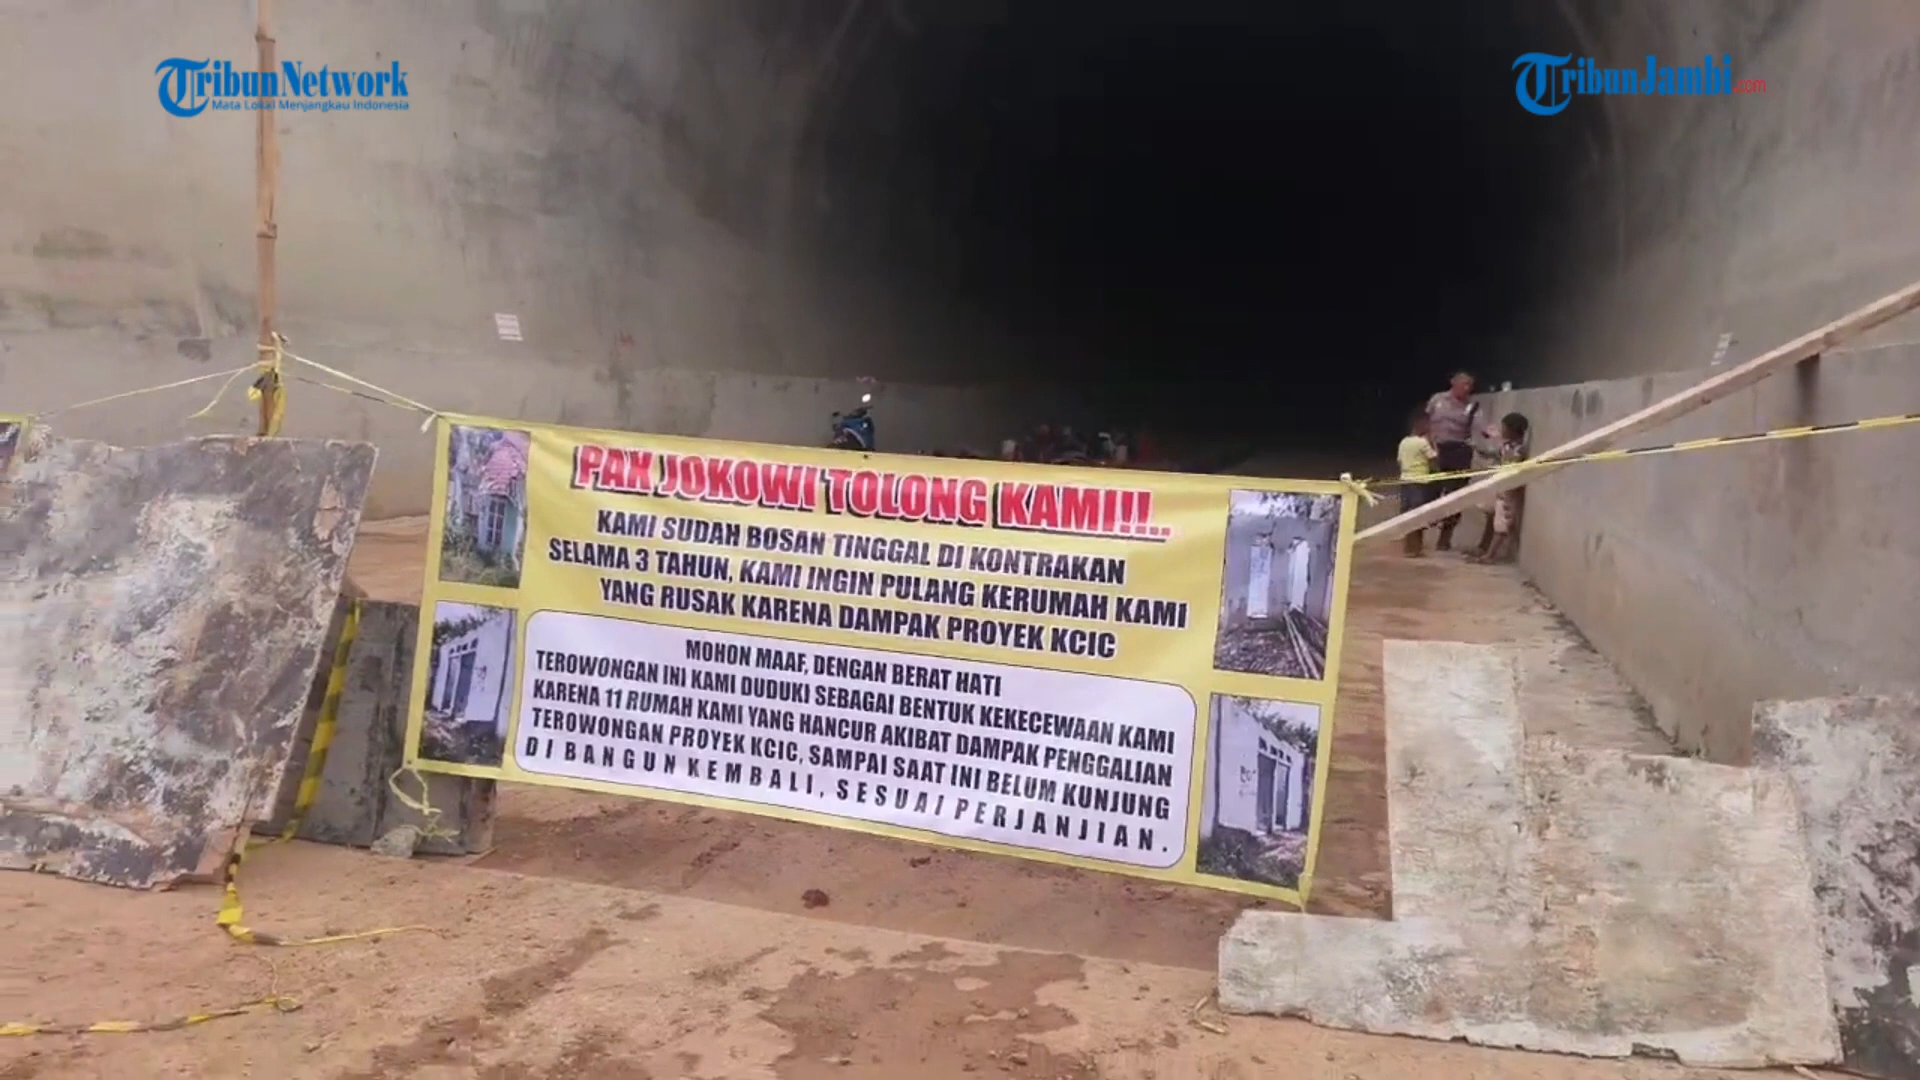 TribunNetwork
Mata Lokal Menjangkau Indonesia
TribunJambi.com
PAK JOKOWI TOLONG KAMI!!!..
KAMI SUDAH BOSAN TINGGAL DI KONTRAKAN
SELAMA 3 TAHUN, KAMI INGIN PULANG KERUMAH KAMI
YANG RUSAK KARENA DAMPAK PROYEK KCIC
MOHON MAAF, DENGAN BERAT HATI
TEROWONGAN INI KAMI DUDUKI SEBAGAI BENTUK KEKECEWAAN KAMI
KARENA 11 RUMAH KAMI YANG HANCUR AKIBAT DAMPAK PENGGALIAN
TEROWONGAN PROYEK KCIC, SAMPAI SAAT INI BELUM KUNJUNG
DI BANGUN KEMBALI, SESUAI PERJANJIAN.